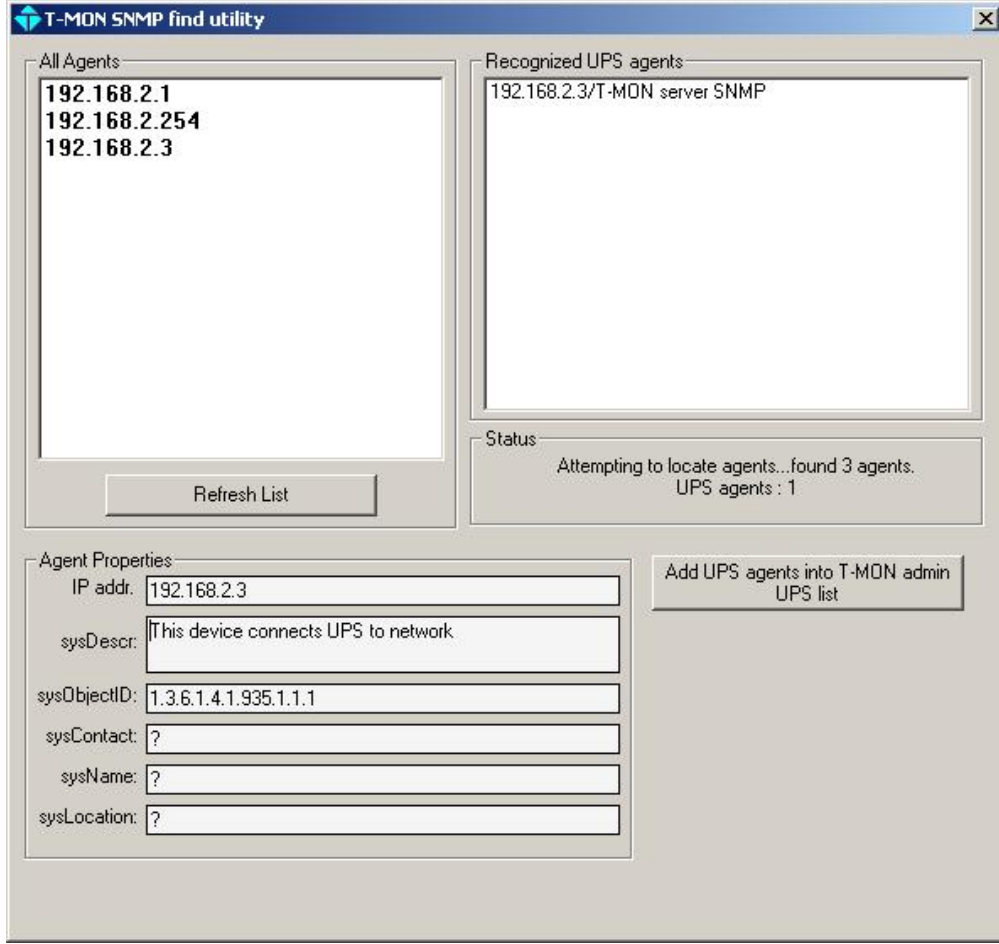 T-MON SNMP find utility
All Agents
192.168.2.1
192.168.2.254
192.168.2.3
Refresh List
Recognized UPS agents
192.168.2.3/T-MON server SNMP
Status
Attempting to locate agents...found 3 agents.
UPS agents : 1
Agent Properties
IP addr. 192.168.2.3
sysDescr: This device connects UPS to network
sysObjectID: 1.3.6.1.4.1.935.1.1.1
sysContact: ?
sysName: ?
sysLocation: ?
Add UPS agents into T-MON admin
UPS list